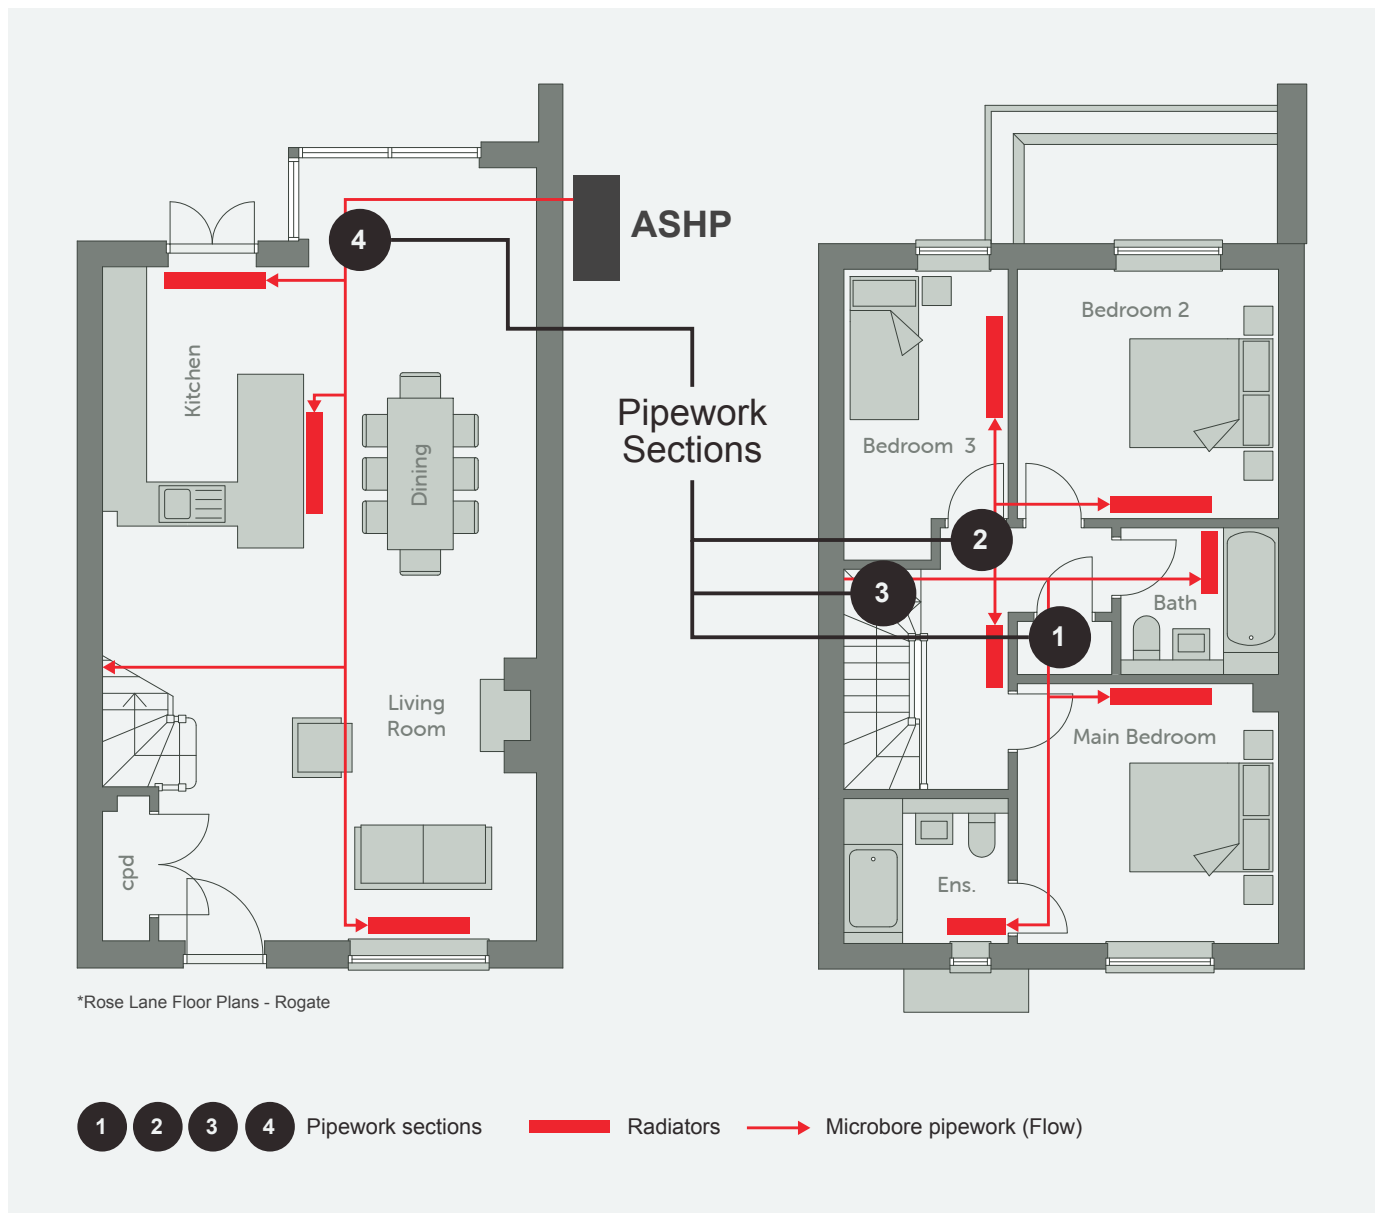 4
ASHP
Kitchen
Dining
Pipework
Sections
Living
Room
cpd
Bedroom 2
Bedroom 3
2
3
Bath
1
Main Bedroom
Ens.
*Rose Lane Floor Plans - Rogate
1 2 3 4 Pipework sections Radiators Microbore pipework (Flow)